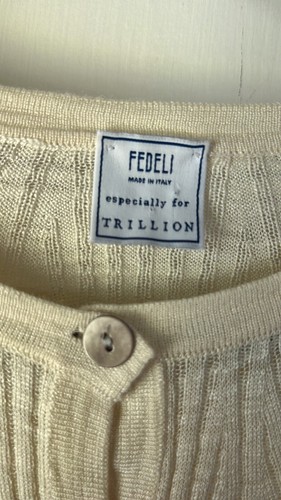 FEDELI
MADE IN ITALY
especially for
TRILLION